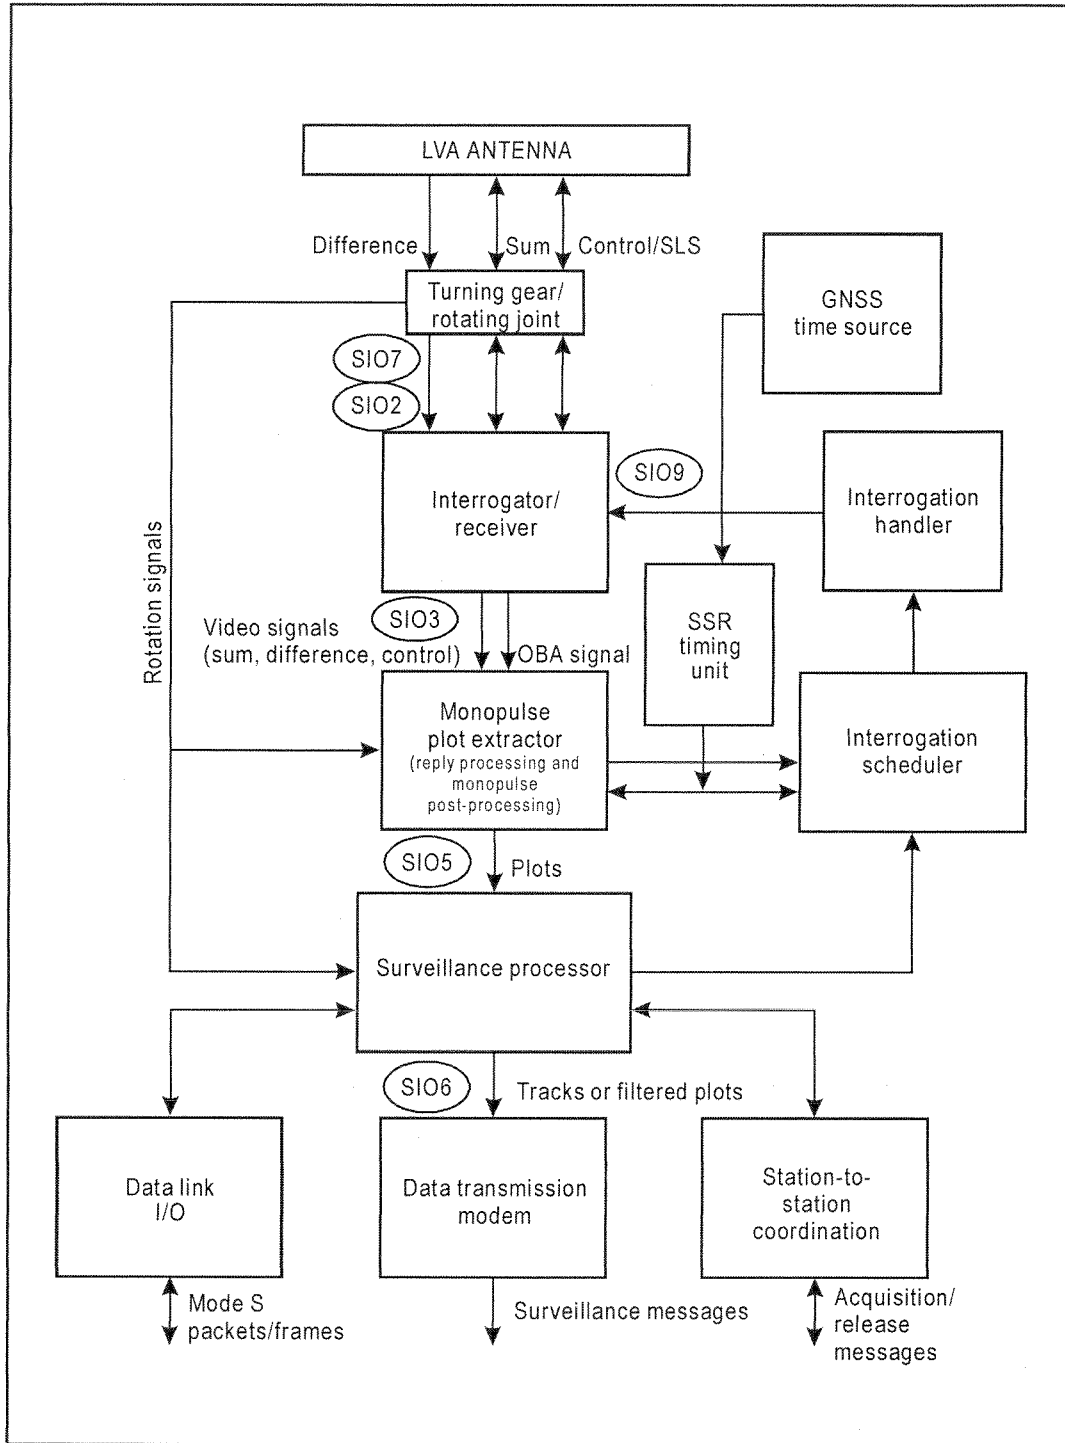 LVA ANTENNA
Difference
Sum
Control/SLS
Turning gear/
rotating joint
GNSS
time source
SIO7
SIO2
SIO9
Interrogator/
receiver
Interrogation
handler
Rotation signals
SIO3
Video signals
(sum, difference, control)
OBA signal
SSR
timing
unit
Monopulse
plot extractor
(reply processing and
monopulse
post-processing)
Interrogation
scheduler
SIO5
Plots
Surveillance processor
SIO6
Tracks or filtered plots
Data link
I/O
Data transmission
modem
Station-to-
station
coordination
Mode S
packets/frames
Surveillance messages
Acquisition/
release
messages